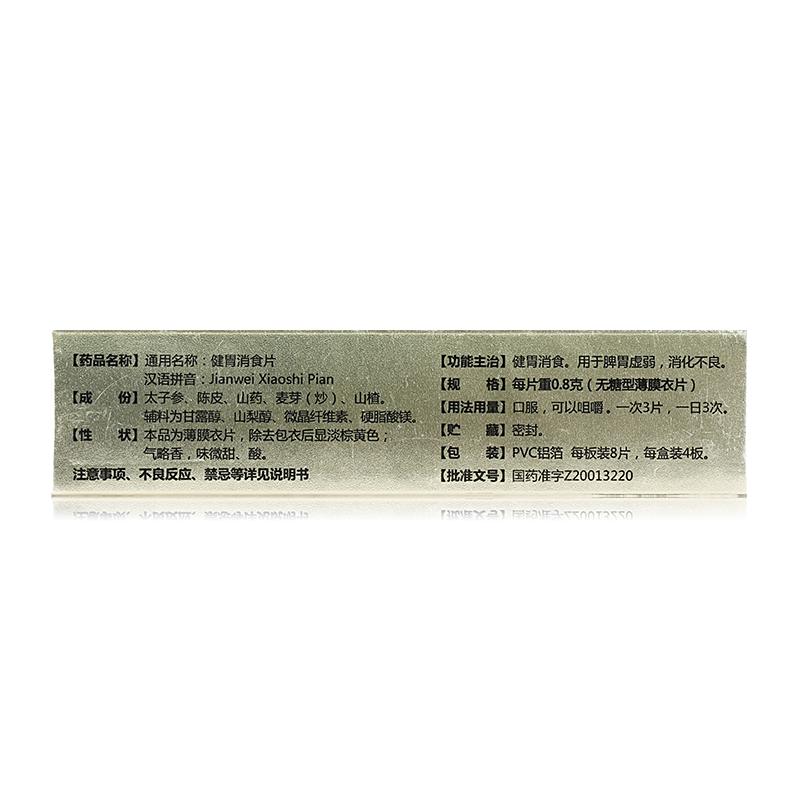 【药品名称】通用名称：健胃消食片
汉语拼音：Jianwei Xiaoshi Pian
【成　份】太子参、陈皮、山药、麦芽（炒）、山楂。
辅料为甘露醇、山梨醇、微晶纤维素、硬脂酸镁。
【性　状】本品为薄膜衣片，除去包衣后显淡棕黄色；
气略香，味微甜、酸。
注意事项、不良反应、禁忌等详见说明书
【功能主治】健胃消食。用于脾胃虚弱，消化不良。
【规　格】每片重0.8克（无糖型薄膜衣片）
【用法用量】口服，可以咀嚼。一次3片，一日3次。
【贮　藏】密封。
【包　装】PVC铝箔 每板装8片，每盒装4板。
【批准文号】国药准字Z20013220